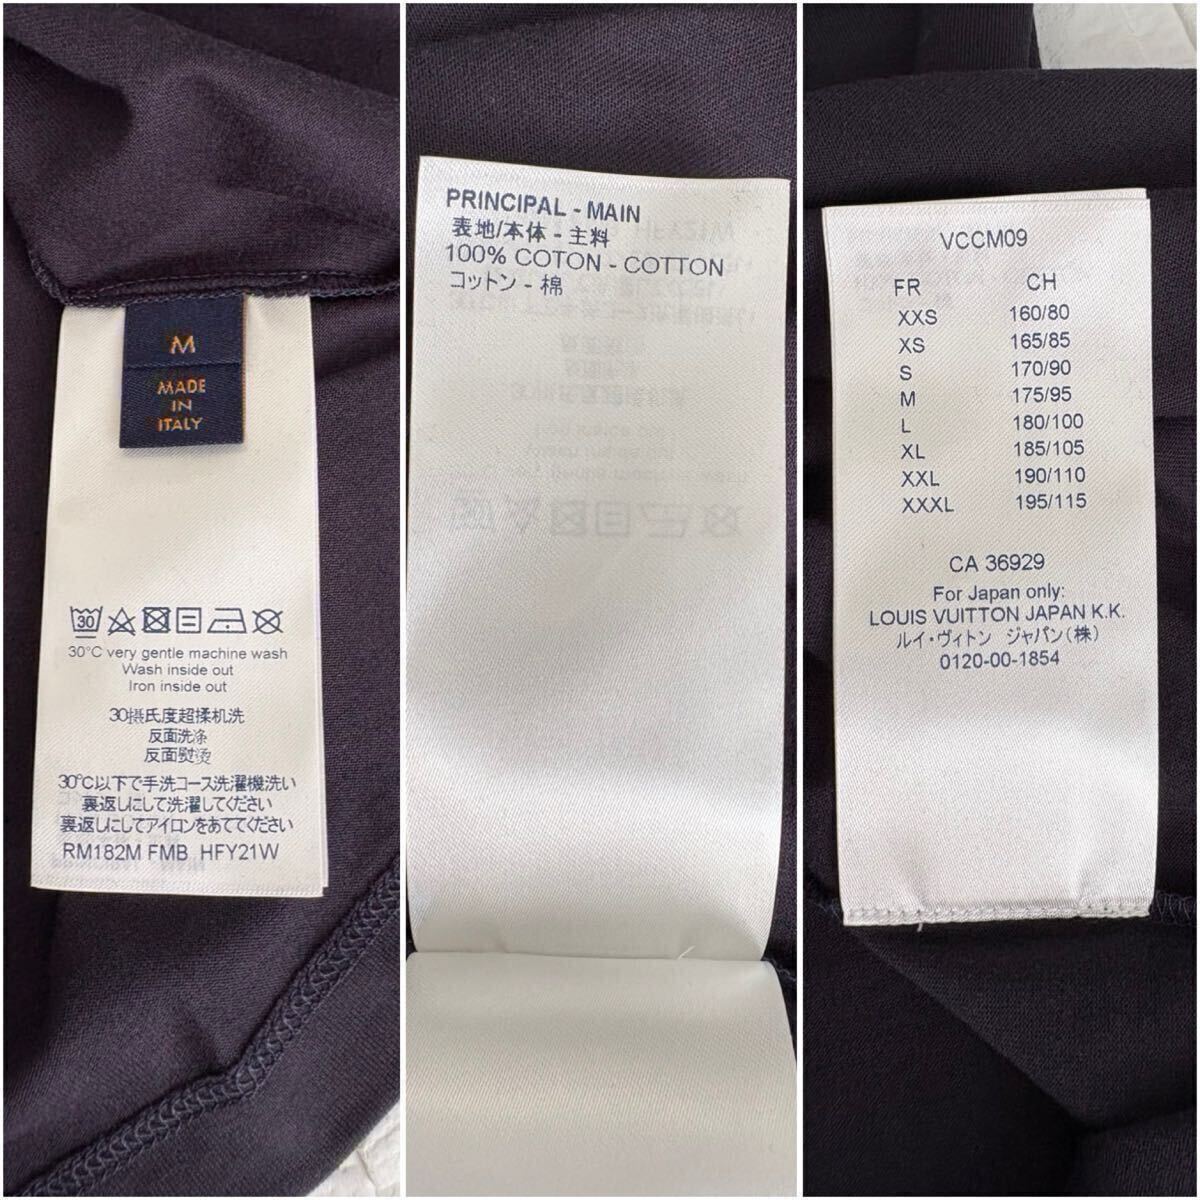 M
MADE
IN
ITALY
30
30°C very gentle machine wash
Wash inside out
Iron inside out
30摄氏度超揉机洗
反面洗涤
反面熨烫
30°C以下で手洗コース洗濯機洗い
裏返しにして洗濯してください
裏返しにしてアイロンをあててください
RM182M FMB HFY21W
PRINCIPAL - MAIN
表地/本体 - 主料
100% COTON - COTTON
コットン - 棉
VCCM09
FR CH
XXS 160/80
XS 165/85
S 170/90
M 175/95
L 180/100
XL 185/105
XXL 190/110
XXXL 195/115
CA 36929
For Japan only:
LOUIS VUITTON JAPAN K.K.
ルイ・ヴィトン ジャパン(株)
0120-00-1854